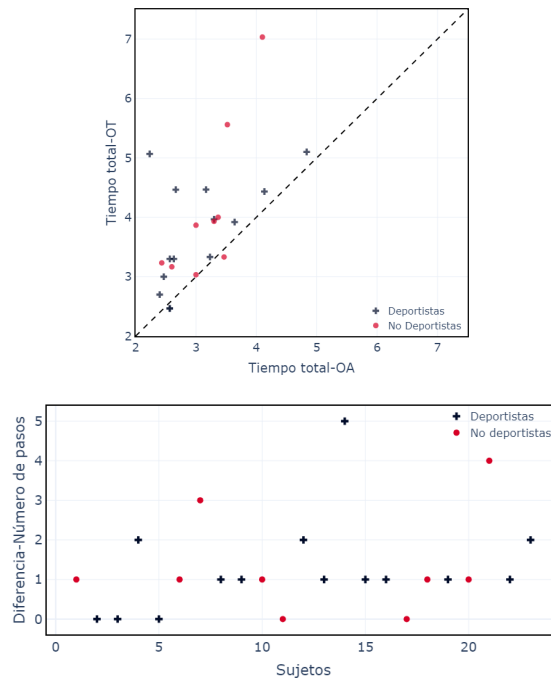 7
6
5
4
3
2
Tiempo total-OT
Deportistas
No Deportistas
2 3 4 5 6 7
Tiempo total-OA
5
4
3
2
1
0
Diferencia-Número de pasos
Deportistas
No deportistas
0 5 10 15 20
Sujetos